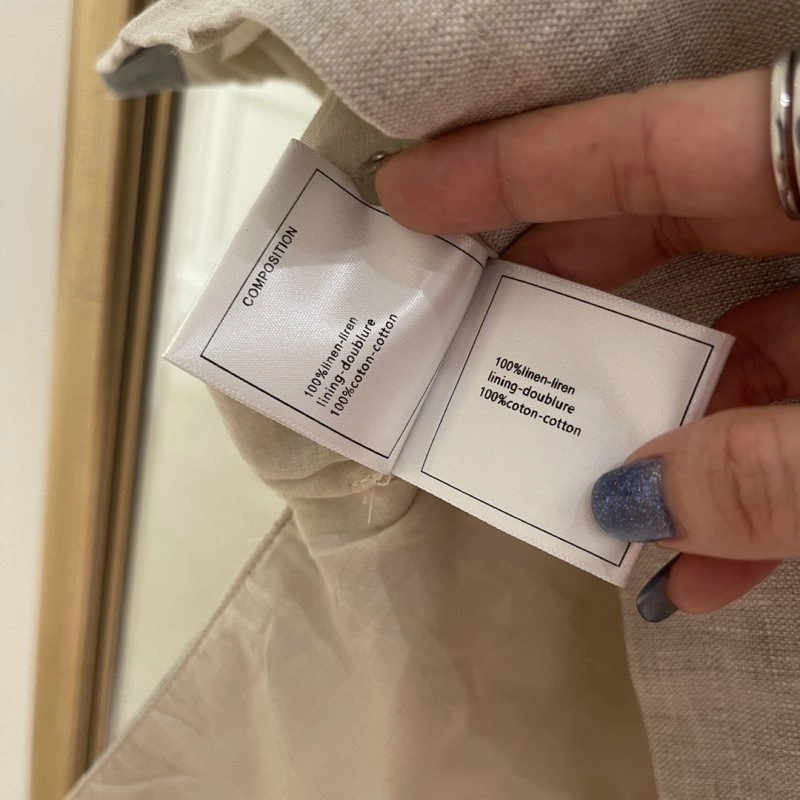 COMPOSITION
100%linen-liren
lining-doublure
100%coton-cotton
100%linen-liren
lining-doublure
100%coton-cotton